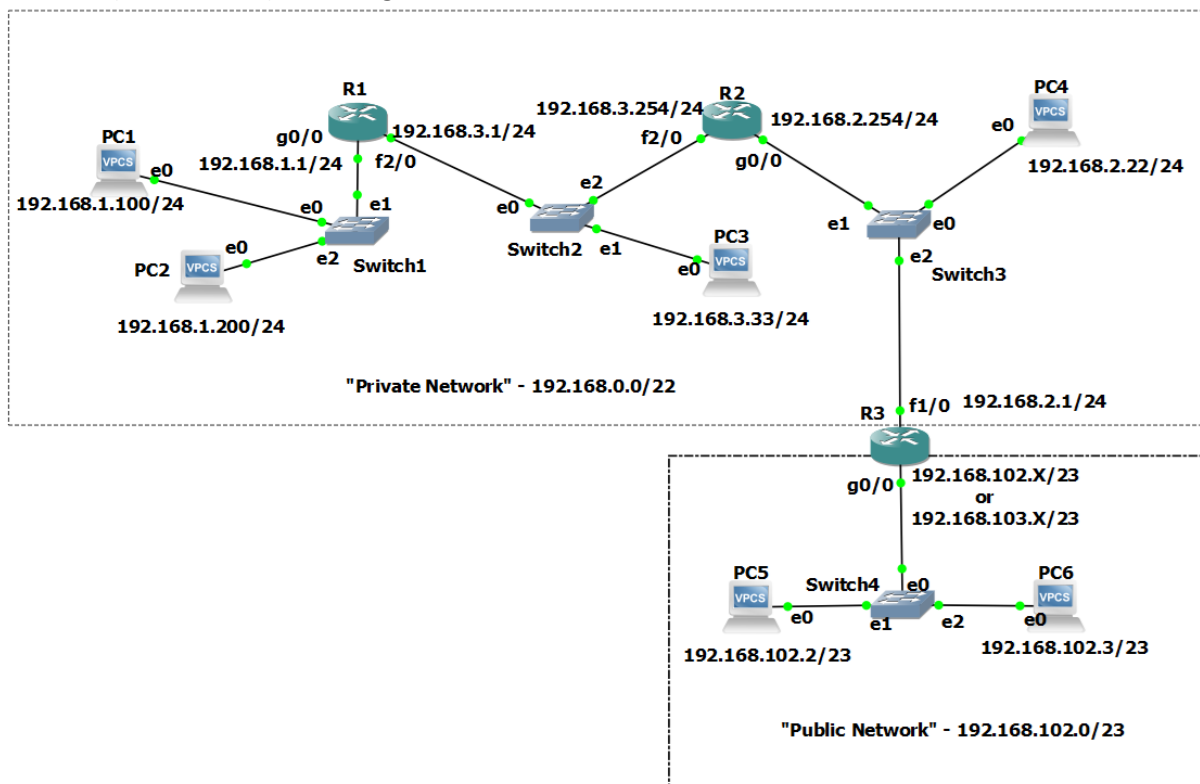 R1
g0/0
192.168.3.1/24
f2/0
192.168.1.1/24
PC1
VPCS
e0
192.168.1.100/24
e0
e1
e2
Switch1
PC2
VPCS
e0
192.168.1.200/24
R2
192.168.3.254/24
192.168.2.254/24
f2/0
g0/0
e0
e2
e1
Switch2
PC3
VPCS
e0
192.168.3.33/24
PC4
VPCS
e0
192.168.2.22/24
e1
e0
e2
Switch3
"Private Network" - 192.168.0.0/22
R3
f1/0
192.168.2.1/24
g0/0
192.168.102.X/23
or
192.168.103.X/23
PC5
VPCS
e0
192.168.102.2/23
Switch4
e0
e1
e2
PC6
VPCS
e0
192.168.102.3/23
"Public Network" - 192.168.102.0/23